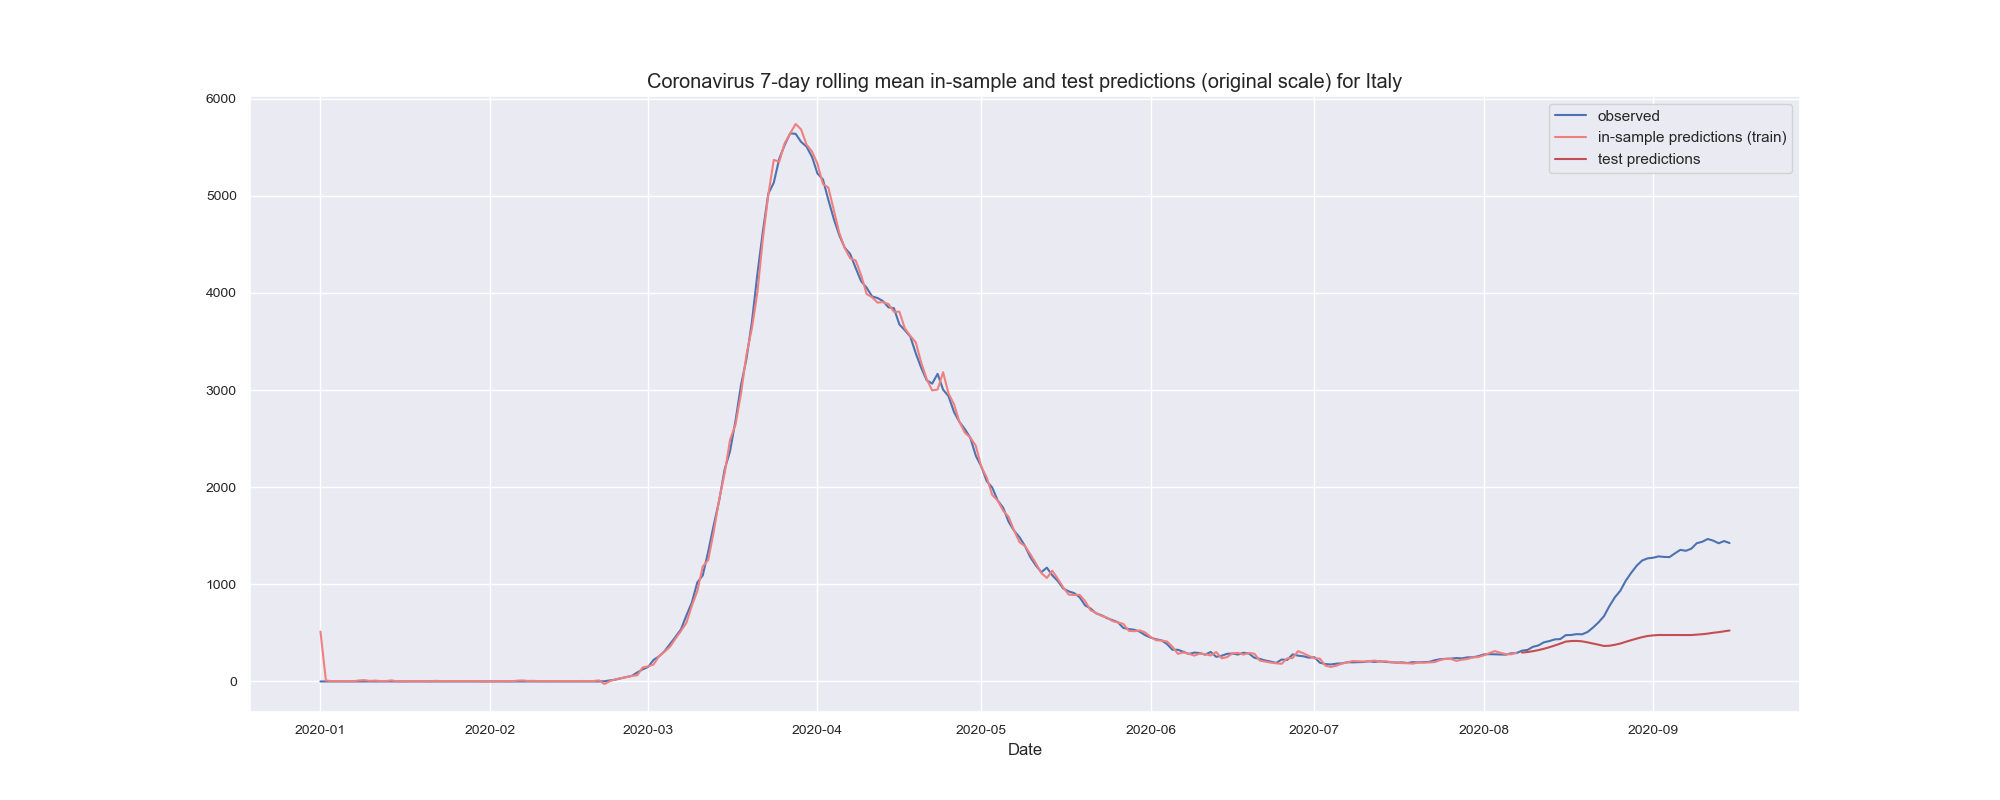 Coronavirus 7-day rolling mean in-sample and test predictions (original scale) for Italy
6000
5000
4000
3000
2000
1000
0
observed
in-sample predictions (train)
test predictions
2020-01 2020-02 2020-03 2020-04 2020-05 2020-06 2020-07 2020-08 2020-09
Date